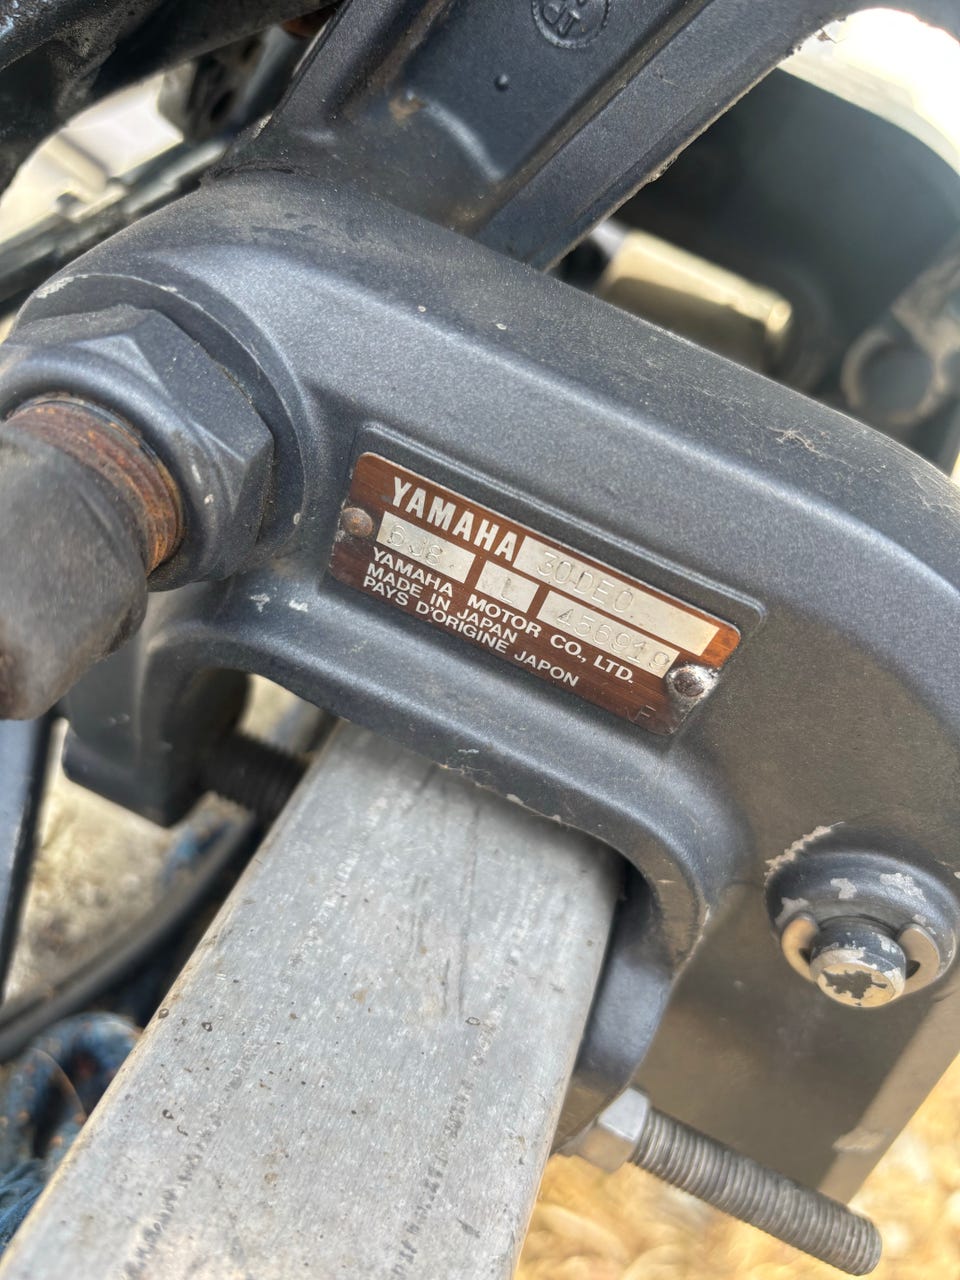 YAMAHA 30DEO
6J8 L 456919
YAMAHA MOTOR CO., LTD.
MADE IN JAPAN
PAYS D'ORIGINE JAPON
F